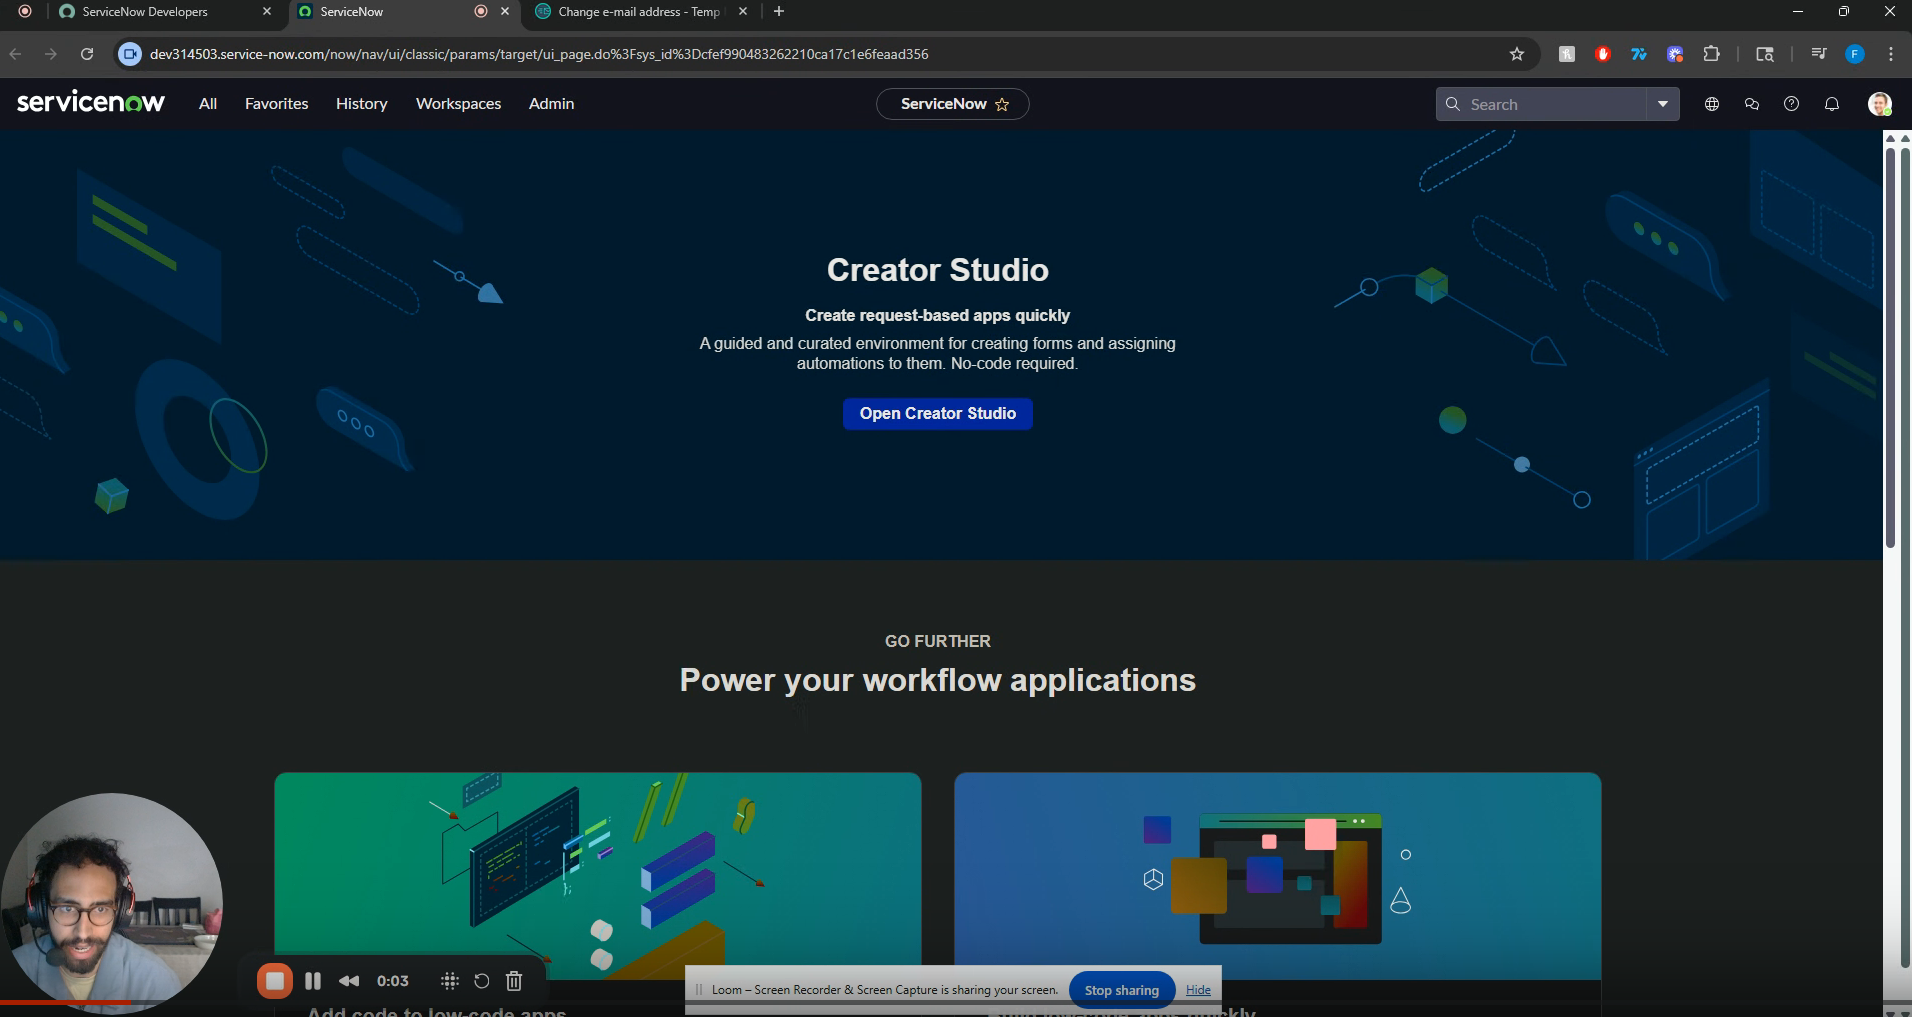 ServiceNow Developers
ServiceNow
Change e-mail address - Temp
dev314503.service-now.com/now/nav/ui/classic/params/target/ui_page.do%3Fsys_id%3Dcfef990483262210ca17c1e6feaad356
F
servicenow
All
Favorites
History
Workspaces
Admin
ServiceNow
Search
Creator Studio
Create request-based apps quickly
A guided and curated environment for creating forms and assigning
automations to them. No-code required.
Open Creator Studio
GO FURTHER
Power your workflow applications
0:03
Loom – Screen Recorder & Screen Capture is sharing your screen.
Stop sharing
Hide
Add code to low-code apps